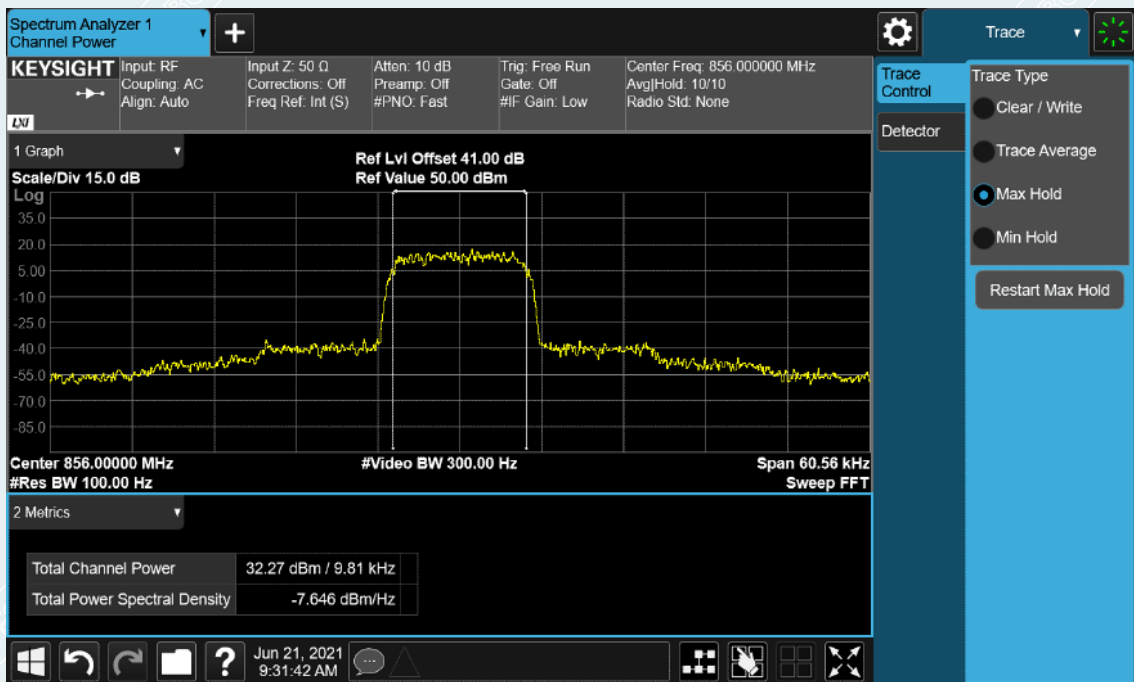 Spectrum Analyzer 1
Channel Power
Trace
KEYSIGHT
LXI
Input: RF
Coupling: AC
Align: Auto
Input Z: 50 Ω
Corrections: Off
Freq Ref: Int (S)
Atten: 10 dB
Preamp: Off
#PNO: Fast
Trig: Free Run
Gate: Off
#IF Gain: Low
Center Freq: 856.000000 MHz
Avg|Hold: 10/10
Radio Std: None
1 Graph
Scale/Div 15.0 dB
Ref Lvl Offset 41.00 dB
Ref Value 50.00 dBm
Log
35.0
20.0
5.00
-10.0
-25.0
-40.0
-55.0
-70.0
-85.0
Center 856.00000 MHz
#Video BW 300.00 Hz
Span 60.56 kHz
#Res BW 100.00 Hz
Sweep FFT
2 Metrics
Total Channel Power 32.27 dBm / 9.81 kHz
Total Power Spectral Density -7.646 dBm/Hz
Jun 21, 2021
9:31:42 AM
Trace Control
Detector
Trace Type
Clear / Write
Trace Average
Max Hold
Min Hold
Restart Max Hold